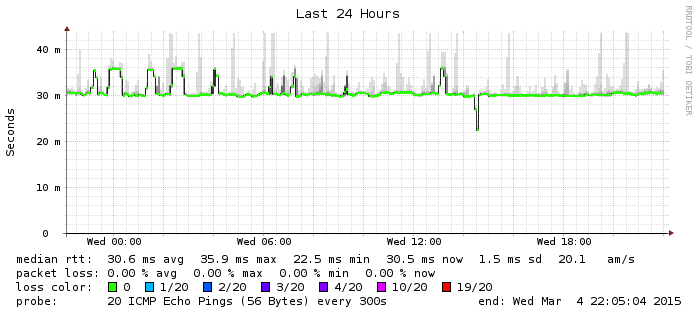 Last 24 Hours
RRDTOOL / TOBI OETIKER
Seconds
40 m
30 m
20 m
10 m
0
Wed 00:00 Wed 06:00 Wed 12:00 Wed 18:00
median rtt: 30.6 ms avg 35.9 ms max 22.5 ms min 30.5 ms now 1.5 ms sd 20.1 am/s
packet loss: 0.00 % avg 0.00 % max 0.00 % min 0.00 % now
loss color: 0 1/20 2/20 3/20 4/20 10/20 19/20
probe: 20 ICMP Echo Pings (56 Bytes) every 300s end: Wed Mar 4 22:05:04 2015